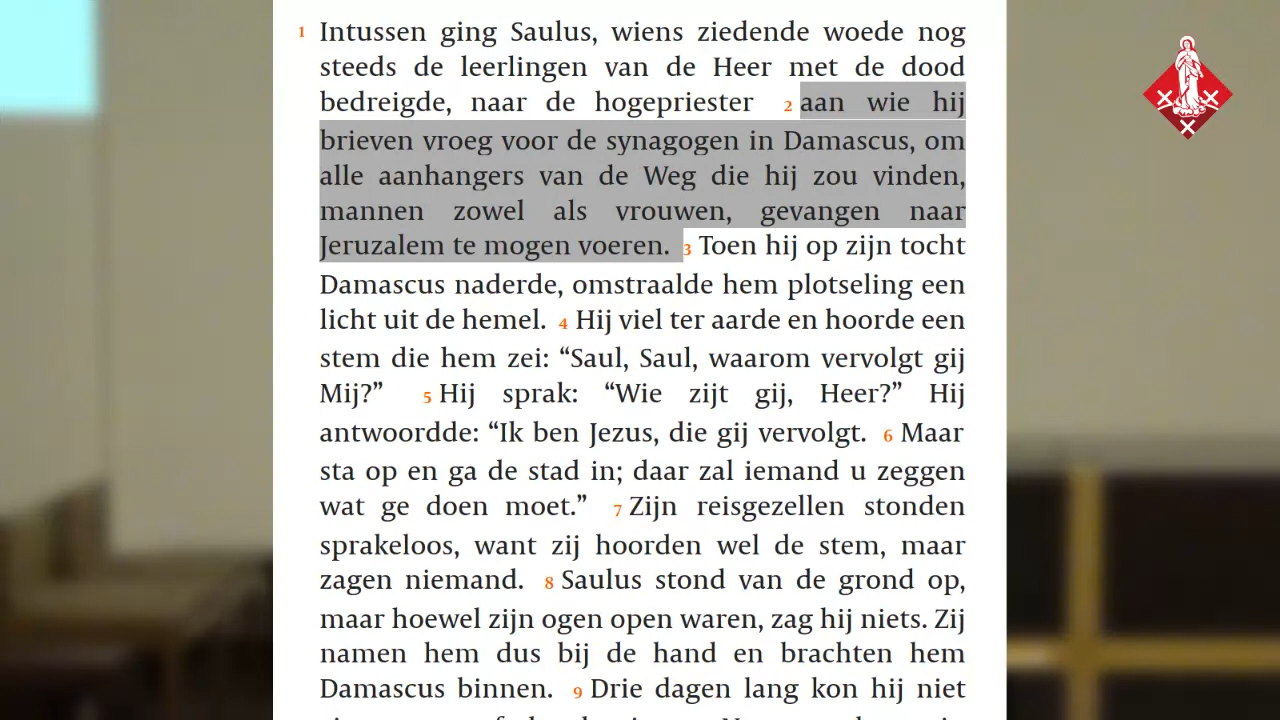 1 Intussen ging Saulus, wiens ziedende woede nog
steeds de leerlingen van de Heer met de dood
bedreigde, naar de hogepriester 2 aan wie hij
brieven vroeg voor de synagogen in Damascus, om
alle aanhangers van de Weg die hij zou vinden,
mannen zowel als vrouwen, gevangen naar
Jeruzalem te mogen voeren. 3 Toen hij op zijn tocht
Damascus naderde, omstraalde hem plotseling een
licht uit de hemel. 4 Hij viel ter aarde en hoorde een
stem die hem zei: “Saul, Saul, waarom vervolgt gij
Mij?” 5 Hij sprak: “Wie zijt gij, Heer?” Hij
antwoordde: “Ik ben Jezus, die gij vervolgt. 6 Maar
sta op en ga de stad in; daar zal iemand u zeggen
wat ge doen moet.” 7 Zijn reisgezellen stonden
sprakeloos, want zij hoorden wel de stem, maar
zagen niemand. 8 Saulus stond van de grond op,
maar hoewel zijn ogen open waren, zag hij niets. Zij
namen hem dus bij de hand en brachten hem
Damascus binnen. 9 Drie dagen lang kon hij niet